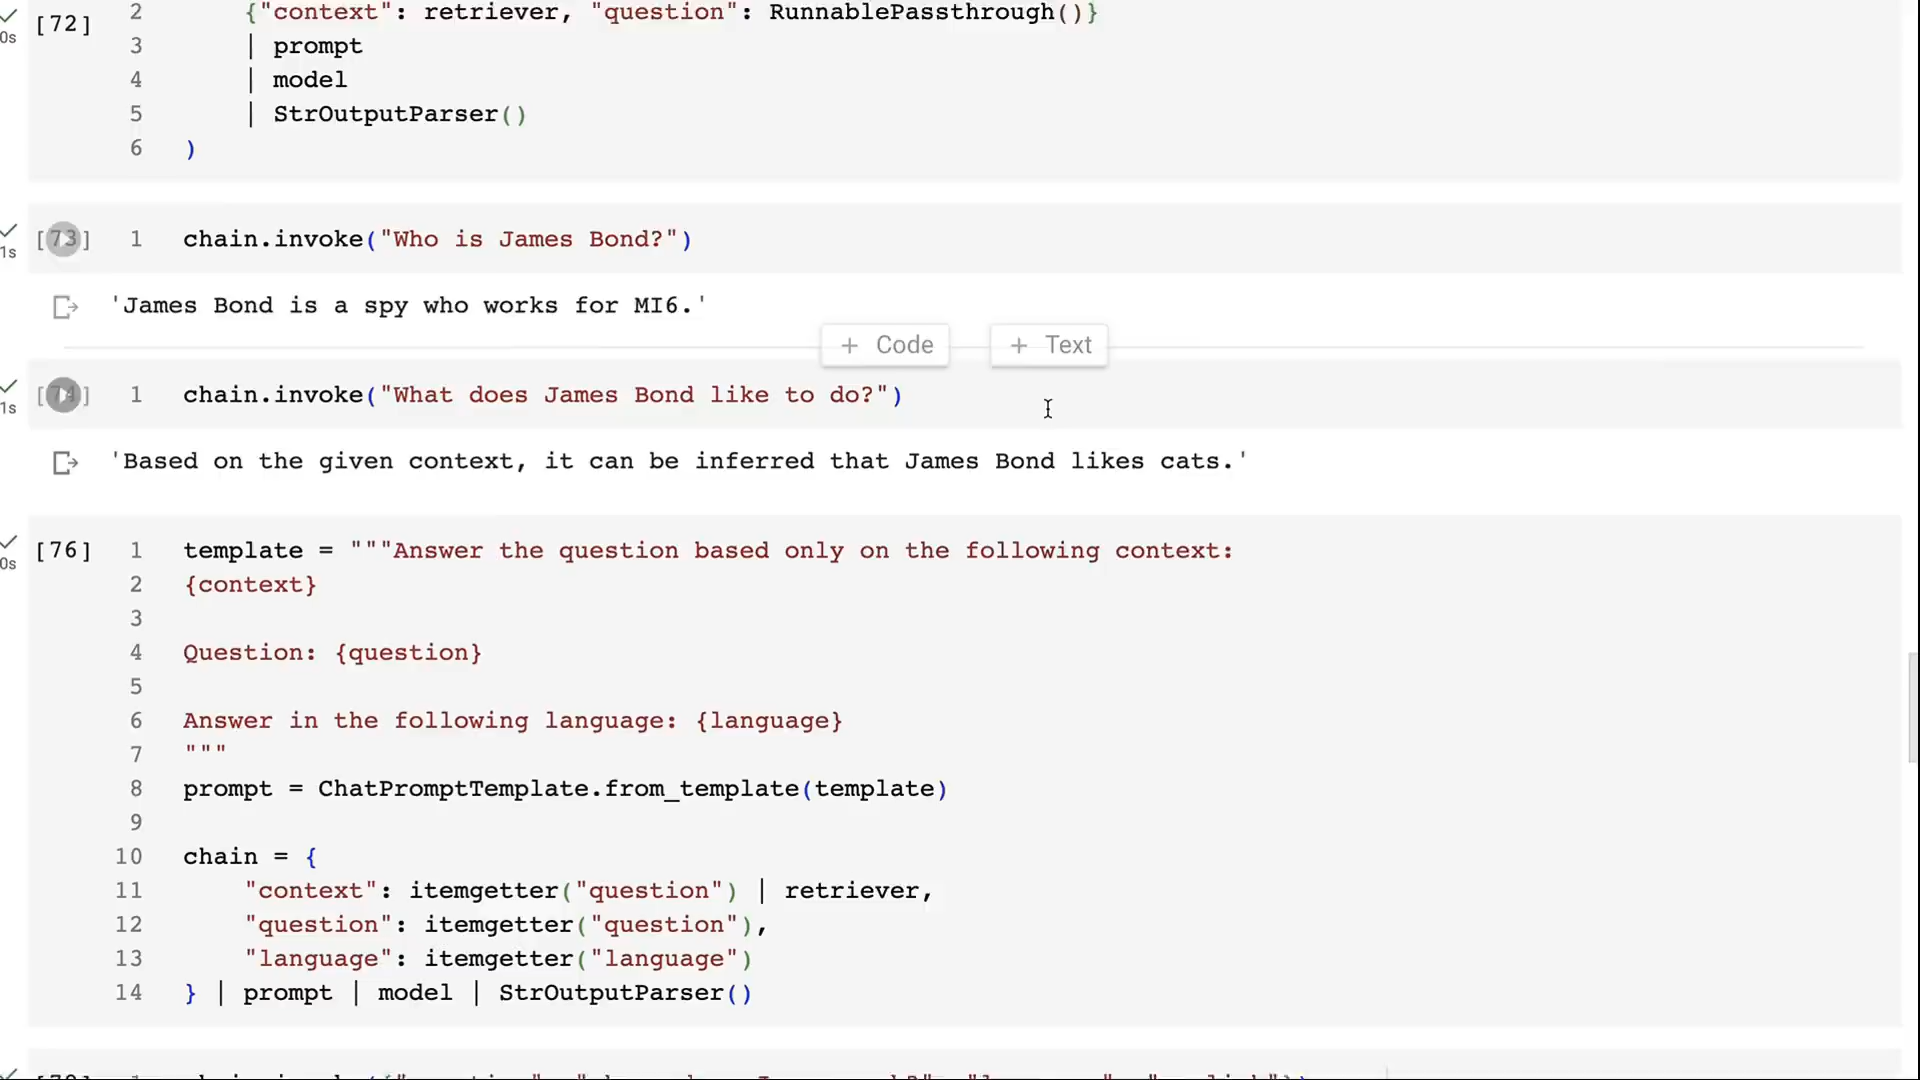 2 {"context": retriever, "question": RunnablePassthrough()}
0s [72]
3 | prompt
4 | model
5 | StrOutputParser()
6 )
[73] 1 chain.invoke("Who is James Bond?")
1s
'James Bond is a spy who works for MI6.'
+ Code + Text
[74] 1 chain.invoke("What does James Bond like to do?")
1s
'Based on the given context, it can be inferred that James Bond likes cats.'
[76] 1 template = """Answer the question based only on the following context:
0s
2 {context}
3
4 Question: {question}
5
6 Answer in the following language: {language}
7 """
8 prompt = ChatPromptTemplate.from_template(template)
9
10 chain = {
11 "context": itemgetter("question") | retriever,
12 "question": itemgetter("question"),
13 "language": itemgetter("language")
14 } | prompt | model | StrOutputParser()